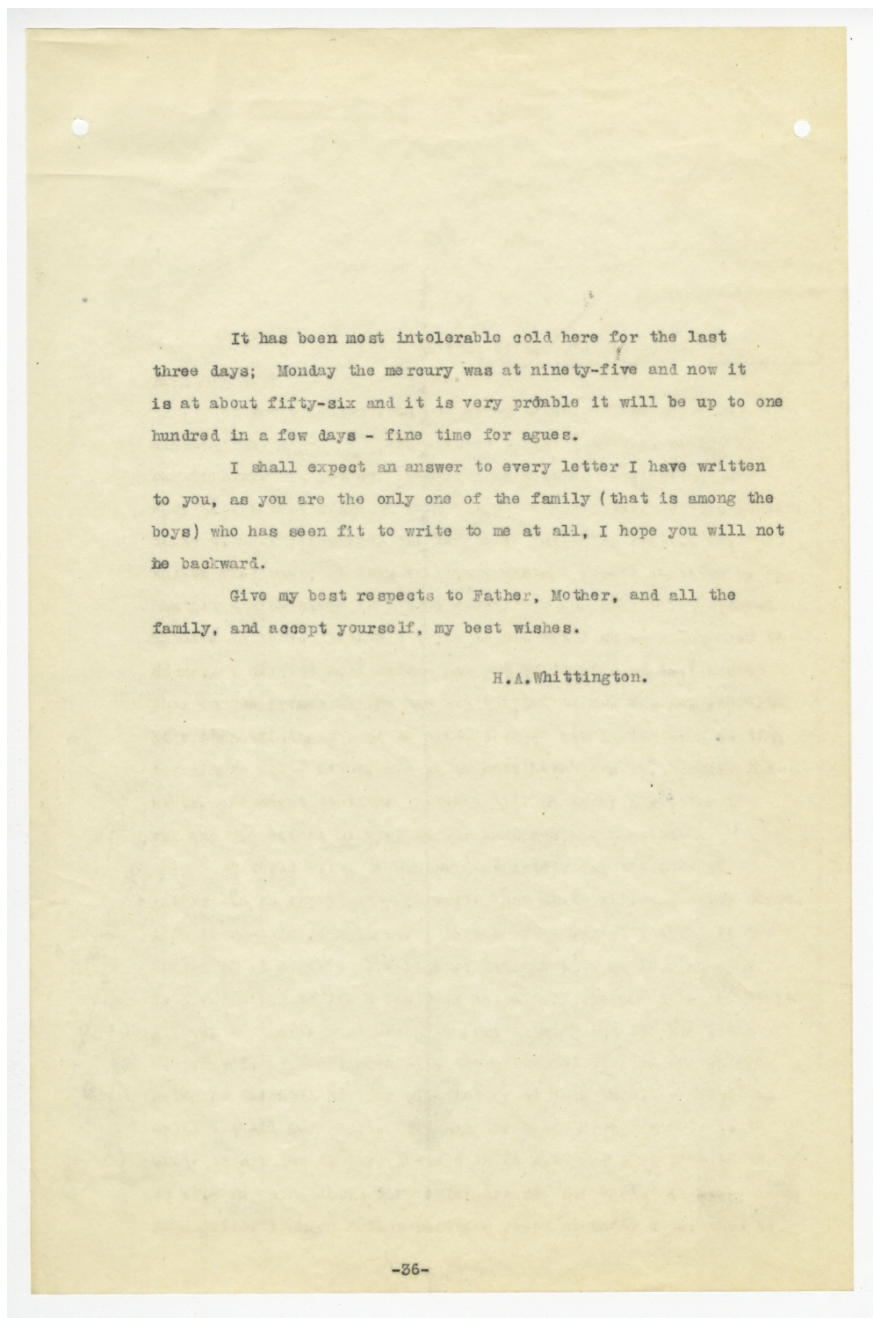 It has been most intolerable cold here for the last
three days; Monday the mercury was at ninety-five and now it
is at about fifty-six and it is very prdnable it will be up to one
hundred in a few days - fine time for agues.
I shall expect an answer to every letter I have written
to you, as you are the only one of the family (that is among the
boys) who has seen fit to write to me at all, I hope you will not
be backward.
Give my best respects to Father, Mother, and all the
family, and accept yourself, my best wishes.
H.A.Whittington.
-36-